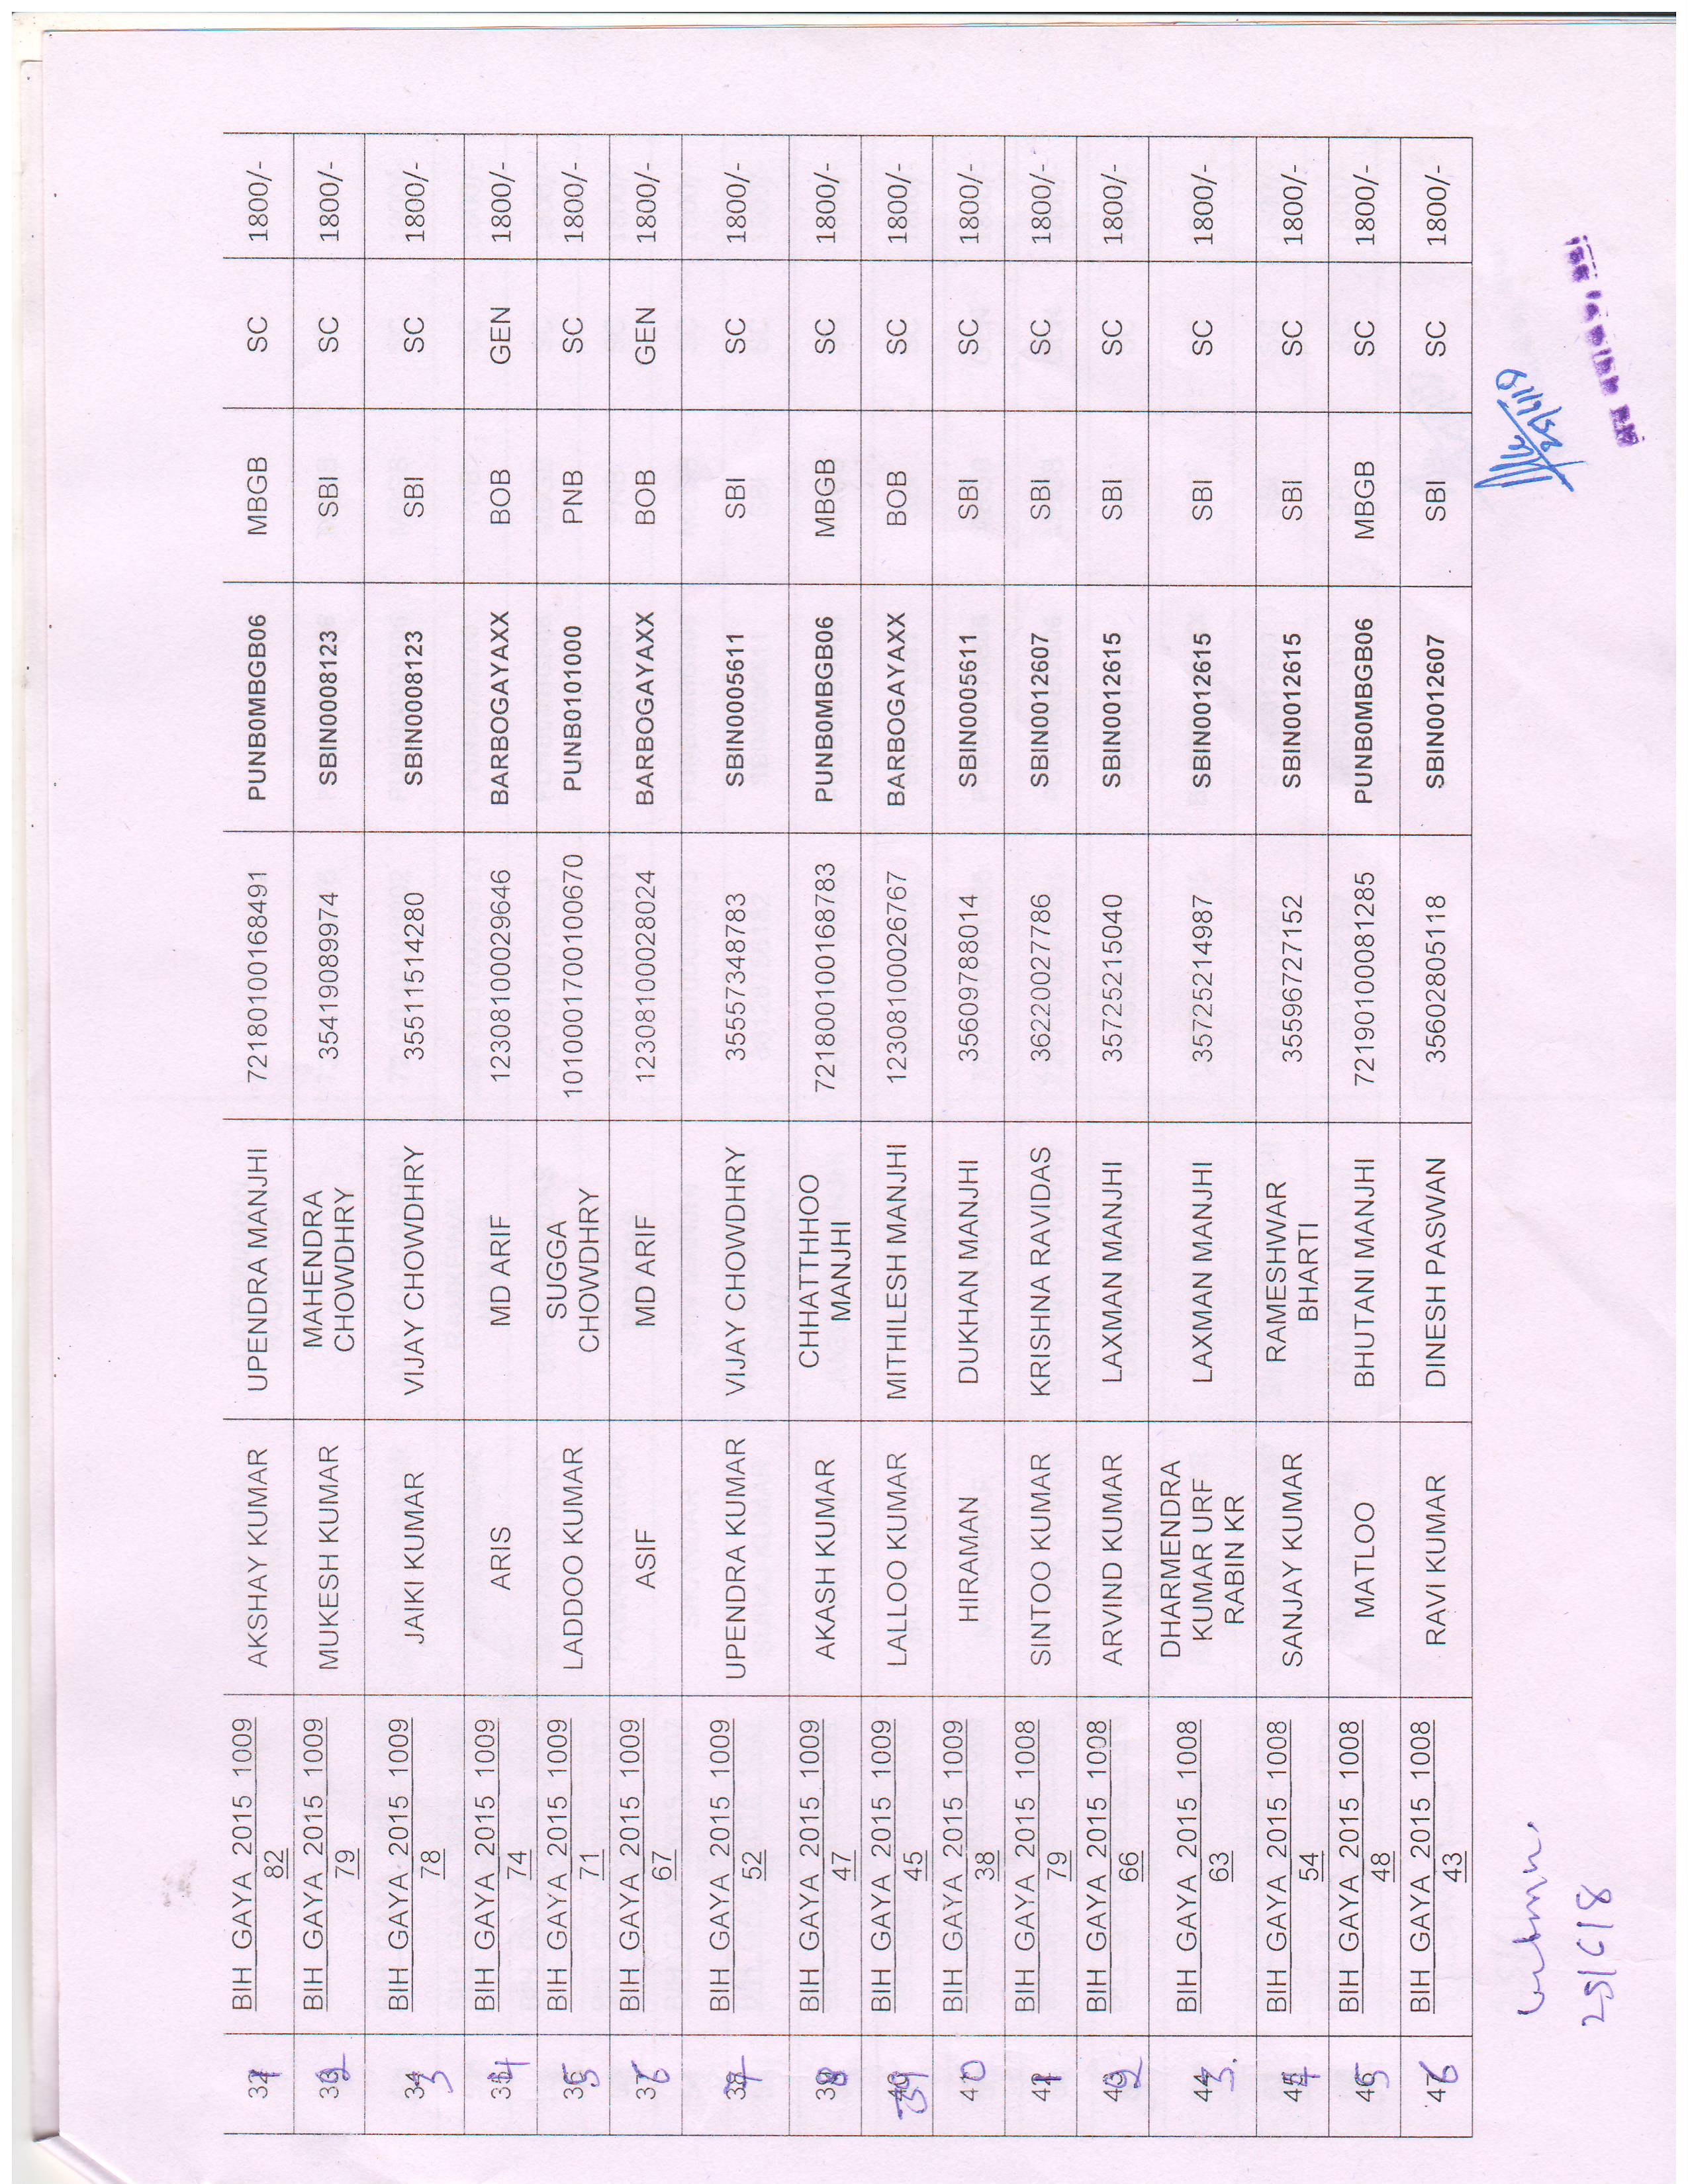 31 BIH_GAYA_2015_1009 AKSHAY KUMAR UPENDRA MANJHI 72180100168491 PUNB0MBGB06 MBGB SC 1800/-
82
32 BIH_GAYA_2015_1009 MUKESH KUMAR MAHENDRA 35419089974 SBIN0008123 SBI SC 1800/-
79 CHOWDHRY
33 BIH_GAYA_2015_1009 JAIKI KUMAR VIJAY CHOWDHRY 35511514280 SBIN0008123 SBI SC 1800/-
78
34 BIH_GAYA_2015_1009 ARIS MD ARIF 12308100029646 BARBOGAYAXX BOB GEN 1800/-
74
35 BIH_GAYA_2015_1009 LADDOO KUMAR SUGGA 1010001700100670 PUNB0101000 PNB SC 1800/-
71 CHOWDHRY
36 BIH_GAYA_2015_1009 ASIF MD ARIF 12308100028024 BARBOGAYAXX BOB GEN 1800/-
67
37 BIH_GAYA_2015_1009 UPENDRA KUMAR VIJAY CHOWDHRY 35557348783 SBIN0005611 SBI SC 1800/-
52
38 BIH_GAYA_2015_1009 AKASH KUMAR CHHATTHHOO 721800100168783 PUNB0MBGB06 MBGB SC 1800/-
47 MANJHI
39 BIH_GAYA_2015_1009 LALLOO KUMAR MITHILESH MANJHI 12308100026767 BARBOGAYAXX BOB SC 1800/-
45
40 BIH_GAYA_2015_1009 HIRAMAN DUKHAN MANJHI 35609788014 SBIN0005611 SBI SC 1800/-
38
41 BIH_GAYA_2015_1008 SINTOO KUMAR KRISHNA RAVIDAS 36220027786 SBIN0012607 SBI SC 1800/-
79
42 BIH_GAYA_2015_1008 ARVIND KUMAR LAXMAN MANJHI 35725215040 SBIN0012615 SBI SC 1800/-
66
DHARMENDRA
43 BIH_GAYA_2015_1008 KUMAR URF LAXMAN MANJHI 35725214987 SBIN0012615 SBI SC 1800/-
63 RABIN KR
44 BIH_GAYA_2015_1008 SANJAY KUMAR RAMESHWAR 35596727152 SBIN0012615 SBI SC 1800/-
54 BHARTI
45 BIH_GAYA_2015_1008 MATLOO BHUTANI MANJHI 72190100081285 PUNB0MBGB06 MBGB SC 1800/-
48
46 BIH_GAYA_2015_1008 RAVI KUMAR DINESH PASWAN 35602805118 SBIN0012607 SBI SC 1800/-
43
25/6/18